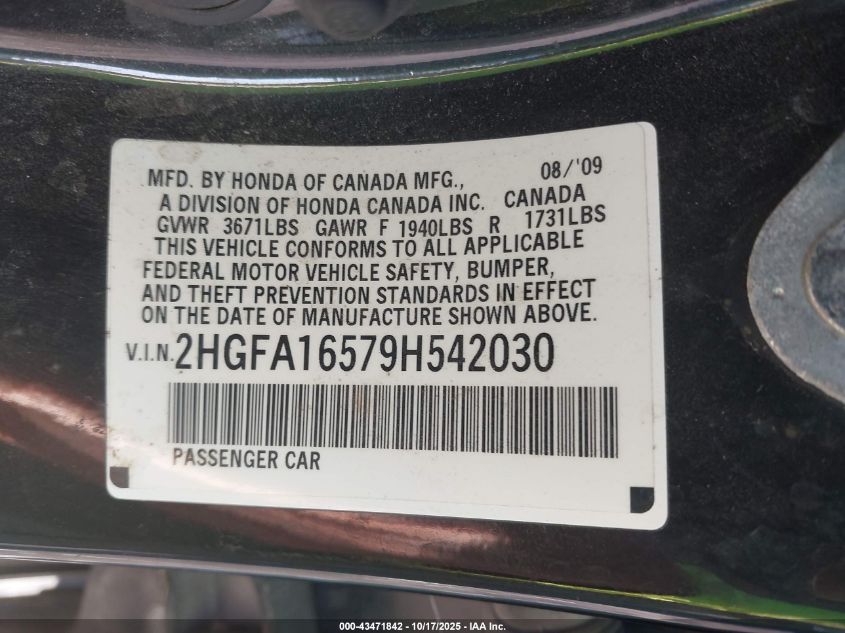 MFD. BY HONDA OF CANADA MFG., 08/'09
A DIVISION OF HONDA CANADA INC. CANADA
GVWR 3671LBS GAWR F 1940LBS R 1731LBS
THIS VEHICLE CONFORMS TO ALL APPLICABLE
FEDERAL MOTOR VEHICLE SAFETY, BUMPER,
AND THEFT PREVENTION STANDARDS IN EFFECT
ON THE DATE OF MANUFACTURE SHOWN ABOVE.
V.I.N. 2HGFA16579H542030
PASSENGER CAR
000-43471842 - 10/17/2025 - IAA Inc.